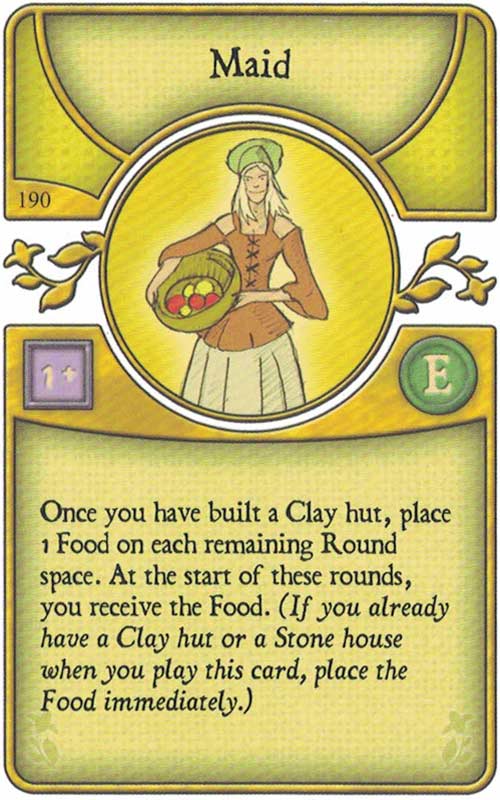 Maid
190
1+
E
Once you have built a Clay hut, place
1 Food on each remaining Round
space. At the start of these rounds,
you receive the Food. (If you already
have a Clay hut or a Stone house
when you play this card, place the
Food immediately.)